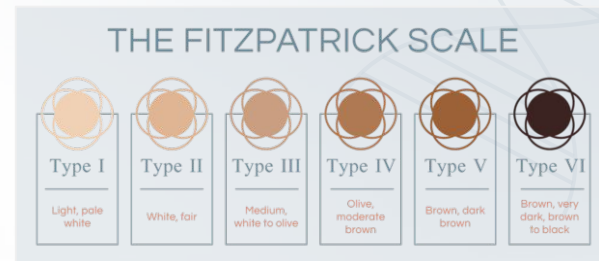 THE FITZPATRICK SCALE
Type I
Type II
Type III
Type IV
Type V
Type VI
Light, pale
white
White, fair
Medium,
white to olive
Olive,
moderate
brown
Brown, dark
brown
Brown, very
dark, brown
to black